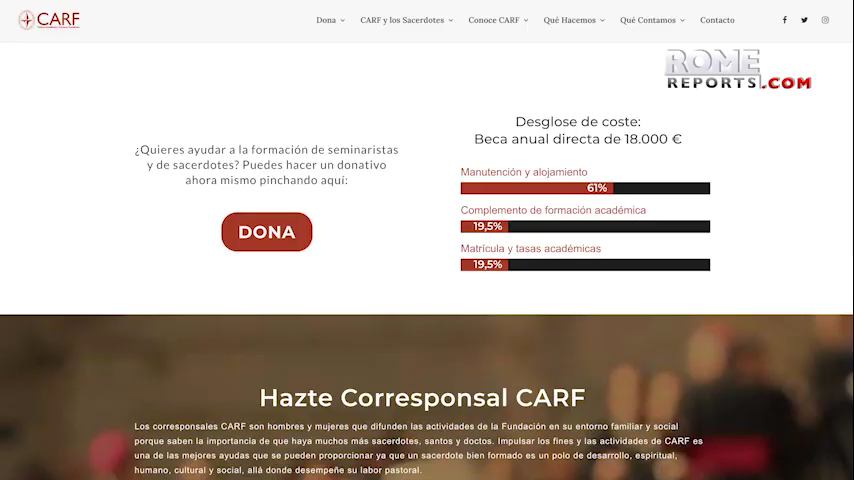 CARF
Dona
CARF y los Sacerdotes
Conoce CARF
Qué Hacemos
Qué Contamos
Contacto
ROME
REPORTS.COM
¿Quieres ayudar a la formación de seminaristas
y de sacerdotes? Puedes hacer un donativo
ahora mismo pinchando aquí:
DONA
Desglose de coste:
Beca anual directa de 18.000 €
Manutención y alojamiento
61%
Complemento de formación académica
19,5%
Matrícula y tasas académicas
19,5%
Hazte Corresponsal CARF
Los corresponsales CARF son hombres y mujeres que difunden las actividades de la Fundación en su entorno familiar y social
porque saben la importancia de que haya muchos más sacerdotes, santos y doctos. Impulsar los fines y las actividades de CARF es
una de las mejores ayudas que se pueden proporcionar ya que un sacerdote bien formado es un polo de desarrollo, espiritual,
humano, cultural y social, allá donde desempeñe su labor pastoral.